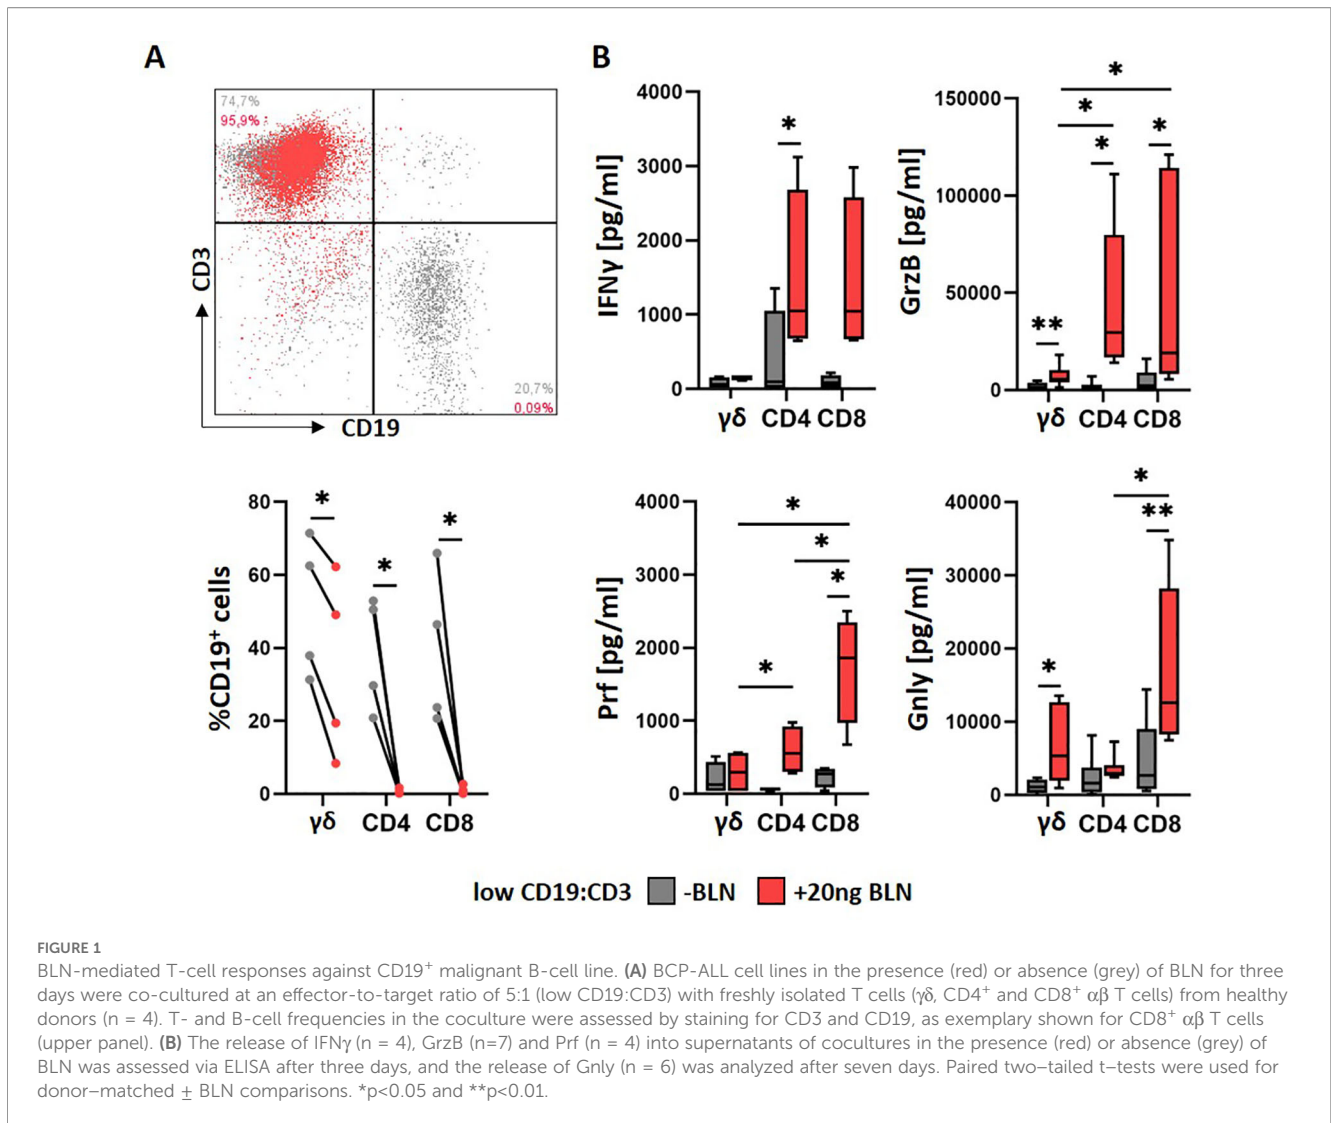 A
74,7%
95,9%
20,7%
0,09%
CD3
CD19
80
60
40
20
0
%CD19+ cells
*
*
*
γδ
CD4
CD8
B
4000
3000
2000
1000
0
IFNγ [pg/ml]
*
γδ
CD4
CD8
150000
100000
50000
0
GrzB [pg/ml]
*
*
*
*
**
γδ
CD4
CD8
4000
3000
2000
1000
0
Prf [pg/ml]
*
*
*
*
γδ
CD4
CD8
40000
30000
20000
10000
0
Gnly [pg/ml]
*
**
*
γδ
CD4
CD8
low CD19:CD3 -BLN +20ng BLN
FIGURE 1
BLN-mediated T-cell responses against CD19+ malignant B-cell line. (A) BCP-ALL cell lines in the presence (red) or absence (grey) of BLN for three
days were co-cultured at an effector-to-target ratio of 5:1 (low CD19:CD3) with freshly isolated T cells (γδ, CD4+ and CD8+ αβ T cells) from healthy
donors (n = 4). T- and B-cell frequencies in the coculture were assessed by staining for CD3 and CD19, as exemplary shown for CD8+ αβ T cells
(upper panel). (B) The release of IFNγ (n = 4), GrzB (n=7) and Prf (n = 4) into supernatants of cocultures in the presence (red) or absence (grey) of
BLN was assessed via ELISA after three days, and the release of Gnly (n = 6) was analyzed after seven days. Paired two–tailed t–tests were used for
donor–matched ± BLN comparisons. *p<0.05 and **p<0.01.